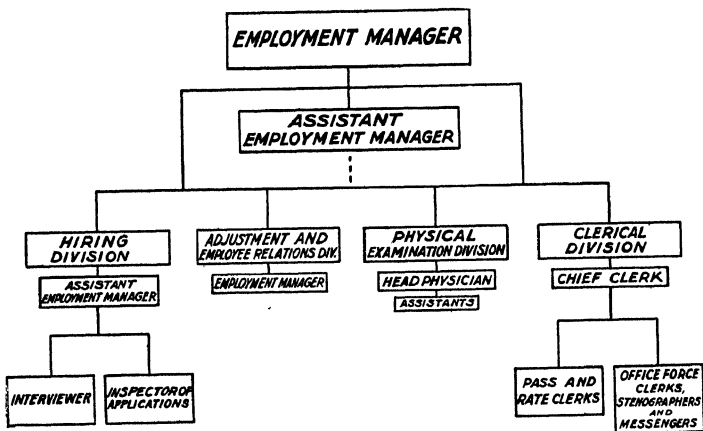 EMPLOYMENT MANAGER
ASSISTANT
EMPLOYMENT MANAGER
HIRING
DIVISION
ADJUSTMENT AND
EMPLOYEE RELATIONS DIV.
PHYSICAL
EXAMINATION DIVISION
CLERICAL
DIVISION
ASSISTANT
EMPLOYMENT MANAGER
EMPLOYMENT MANAGER
HEAD PHYSICIAN
ASSISTANTS
CHIEF CLERK
INTERVIEWER
INSPECTOR OF
APPLICATIONS
PASS AND
RATE CLERKS
OFFICE FORCE
CLERKS,
STENOGRAPHERS
AND
MESSENGERS